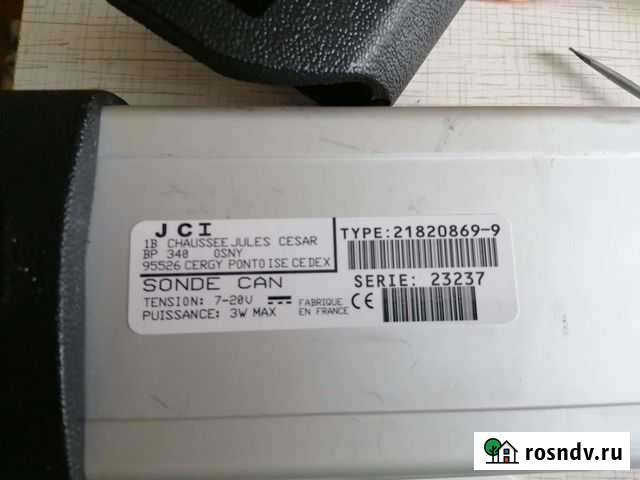 JCI
1B CHAUSSEE JULES CESAR
BP 340 OSNY
95526 CERGY PONTOISE CEDEX
TYPE:21820869-9
SONDE CAN
TENSION: 7-20V
PUISSANCE: 3W MAX
FABRIQUE
EN FRANCE
CE
SERIE: 23237
rosndv.ru